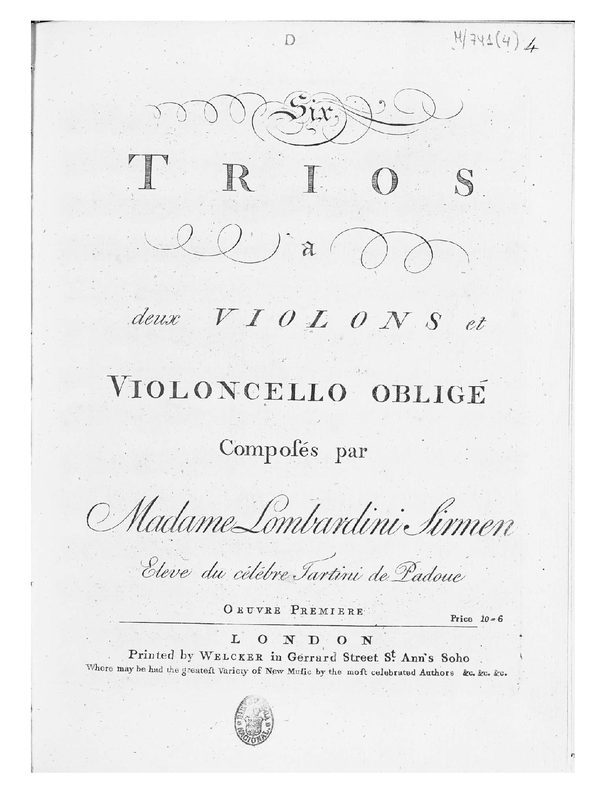 D
M/741(4) 4
Six
TRIOS
a
deux VIOLONS et
VIOLONCELLO OBLIGÉ
Compoſés par
Madame Lombardini Sirmen
Eleve du célébre Tartini de Padoue
OEUVRE PREMIERE
Price 10=6
LONDON
Printed by WELCKER in Gerrard Street St. Ann's Soho
Where may be had the greateſt Variety of New Muſic by the moſt celebrated Authors &c. &c. &c.
NACIONAL